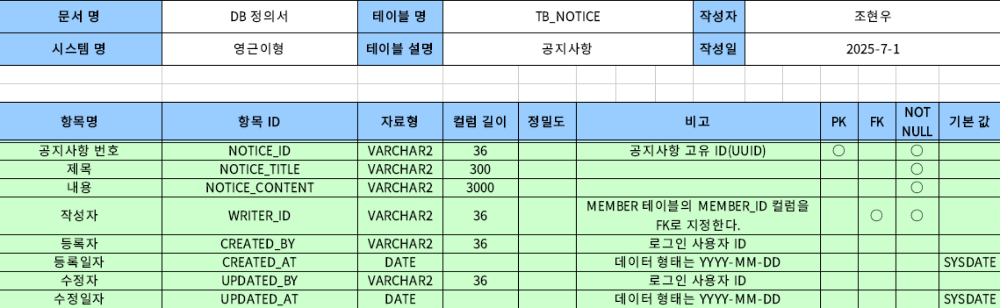 문서 명 DB 정의서 테이블 명 TB_NOTICE 작성자 조현우
시스템 명 영근이형 테이블 설명 공지사항 작성일 2025-7-1
항목명 항목 ID 자료형 컬럼 길이 정밀도 비고 PK FK NOT NULL 기본 값
공지사항 번호 NOTICE_ID VARCHAR2 36 공지사항 고유 ID(UUID) ○ ○
제목 NOTICE_TITLE VARCHAR2 300 ○
내용 NOTICE_CONTENT VARCHAR2 3000 ○
작성자 WRITER_ID VARCHAR2 36 MEMBER 테이블의 MEMBER_ID 컬럼을 FK로 지정한다. ○ ○
등록자 CREATED_BY VARCHAR2 36 로그인 사용자 ID
등록일자 CREATED_AT DATE 데이터 형태는 YYYY-MM-DD SYSDATE
수정자 UPDATED_BY VARCHAR2 36 로그인 사용자 ID
수정일자 UPDATED_AT DATE 데이터 형태는 YYYY-MM-DD SYSDATE